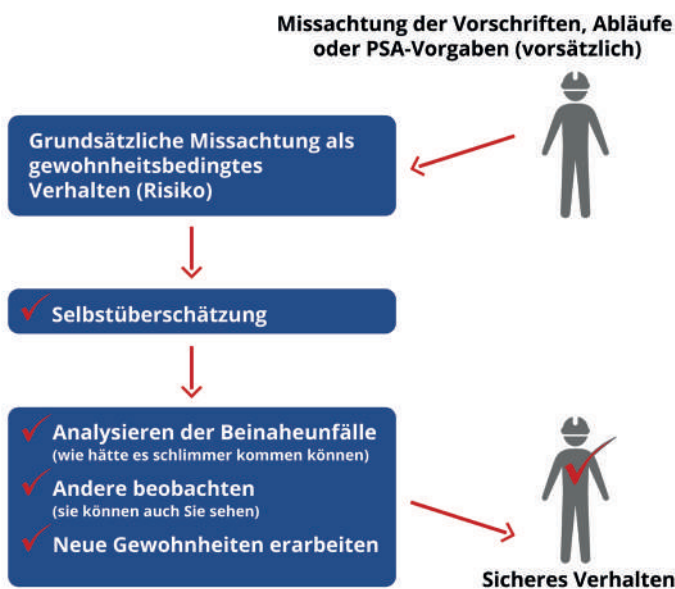 Missachtung der Vorschriften, Abläufe
oder PSA-Vorgaben (vorsätzlich)
Grundsätzliche Missachtung als
gewohnheitsbedingtes
Verhalten (Risiko)
Selbstüberschätzung
Analysieren der Beinaheunfälle
(wie hätte es schlimmer kommen können)
Andere beobachten
(sie können auch Sie sehen)
Neue Gewohnheiten erarbeiten
Sicheres Verhalten